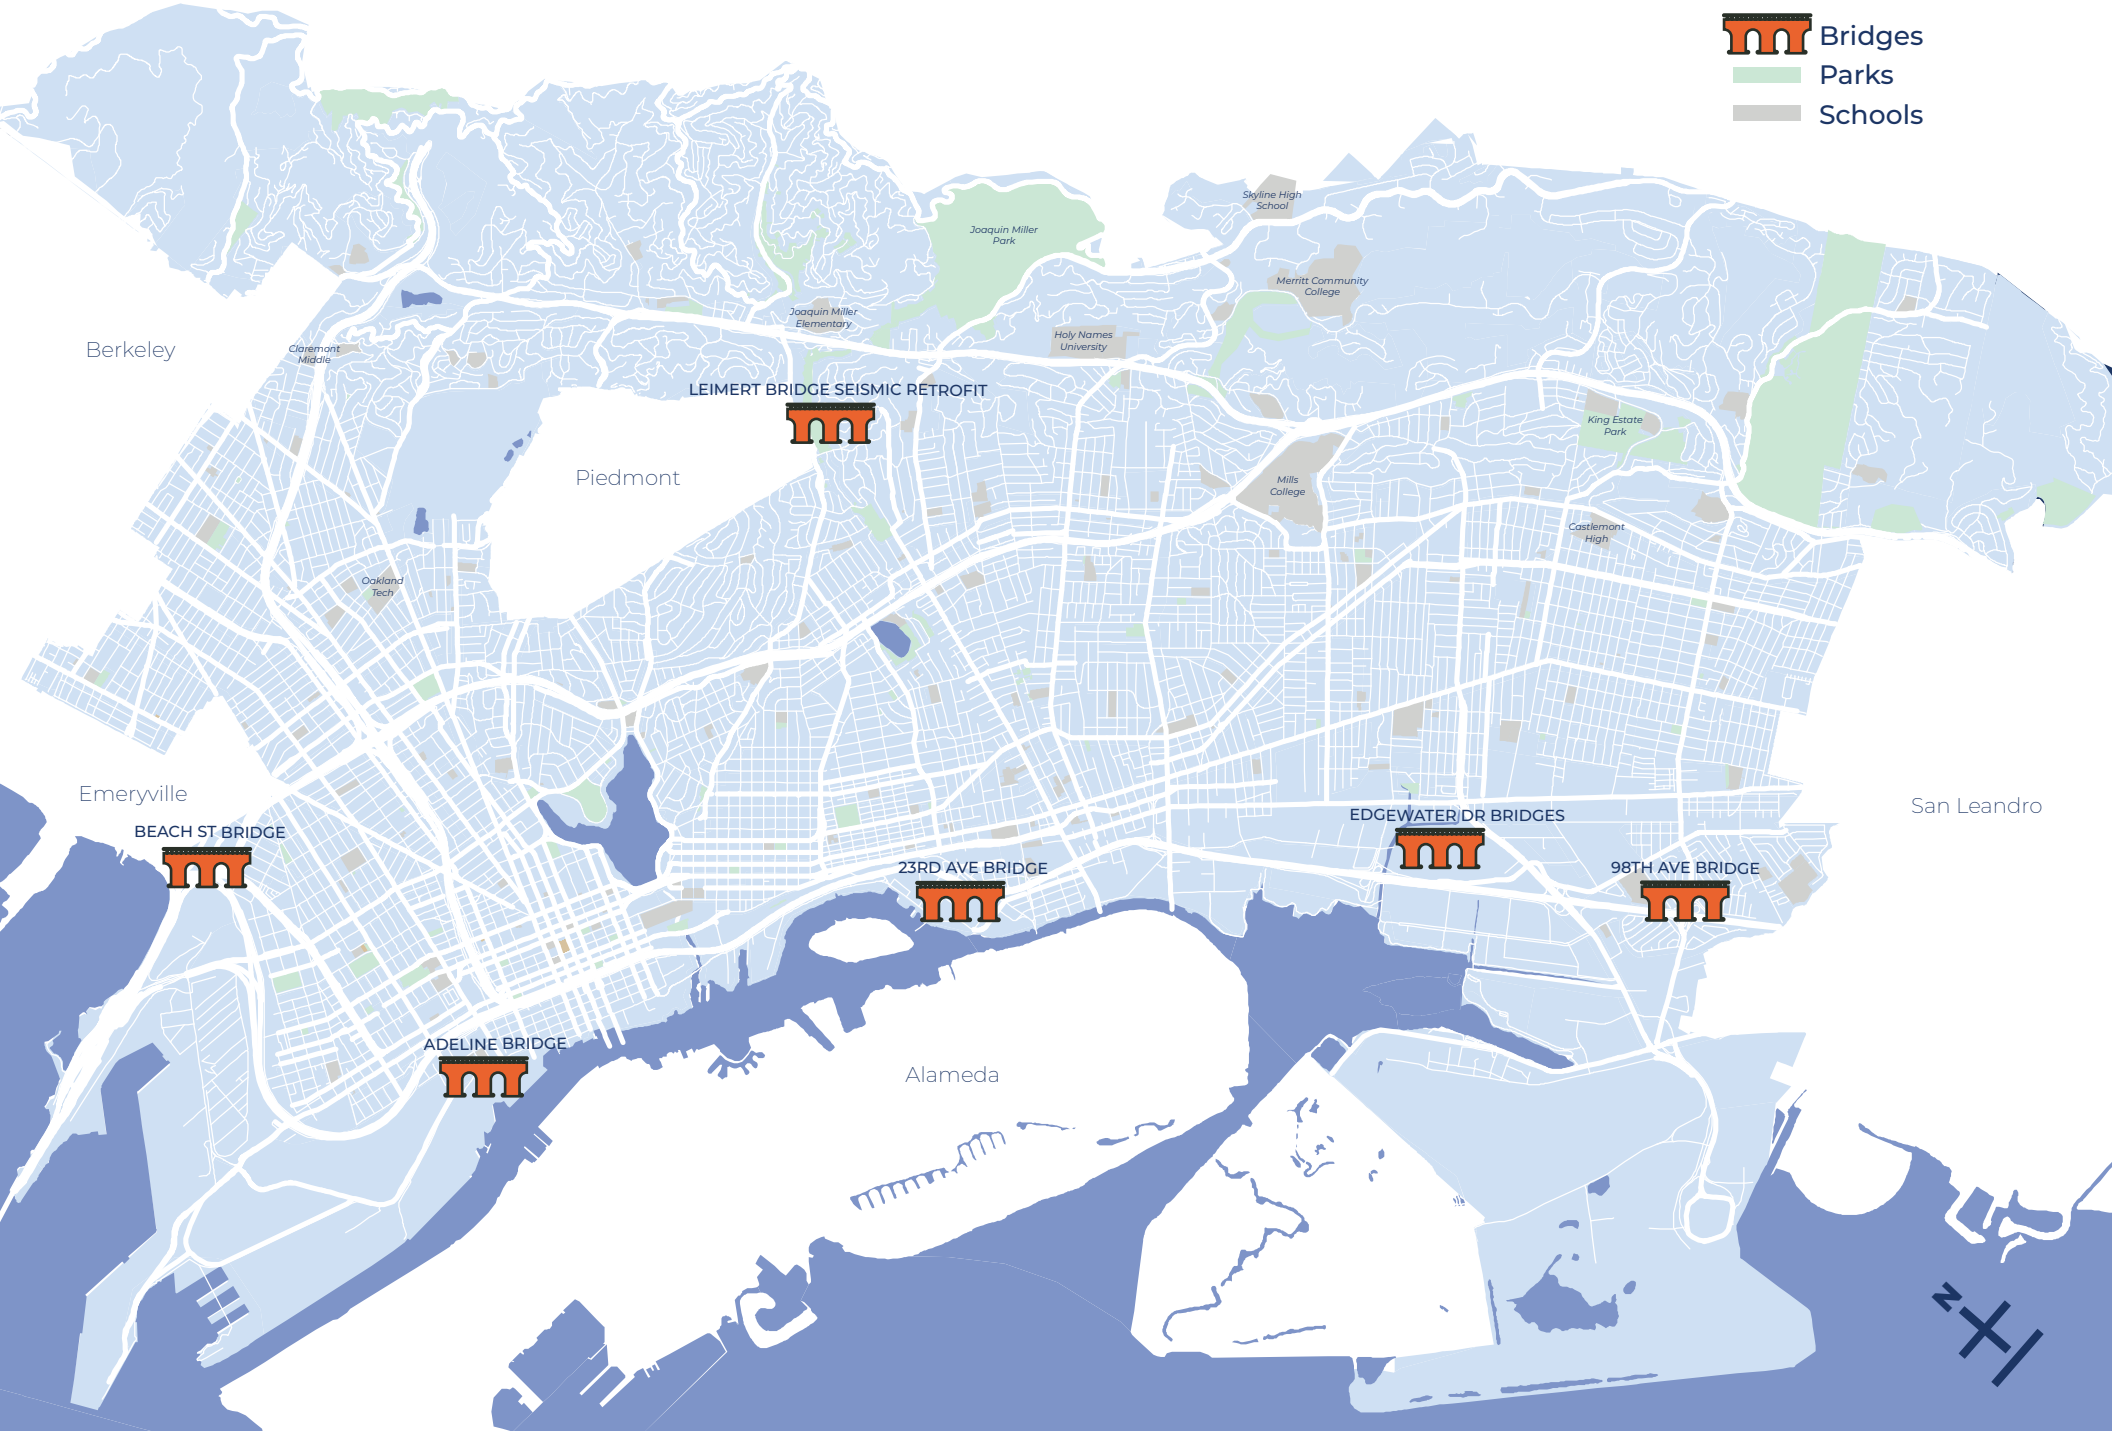 Bridges
Parks
Schools
Skyline High
School
Joaquin Miller
Park
Merritt Community
College
Joaquin Miller
Elementary
Holy Names
University
Berkeley
Claremont
Middle
LEIMERT BRIDGE SEISMIC RETROFIT
King Estate
Park
Piedmont
Mills
College
Castlemont
High
Oakland
Tech
Emeryville
San Leandro
BEACH ST BRIDGE
EDGEWATER DR BRIDGES
23RD AVE BRIDGE
98TH AVE BRIDGE
ADELINE BRIDGE
Alameda
N